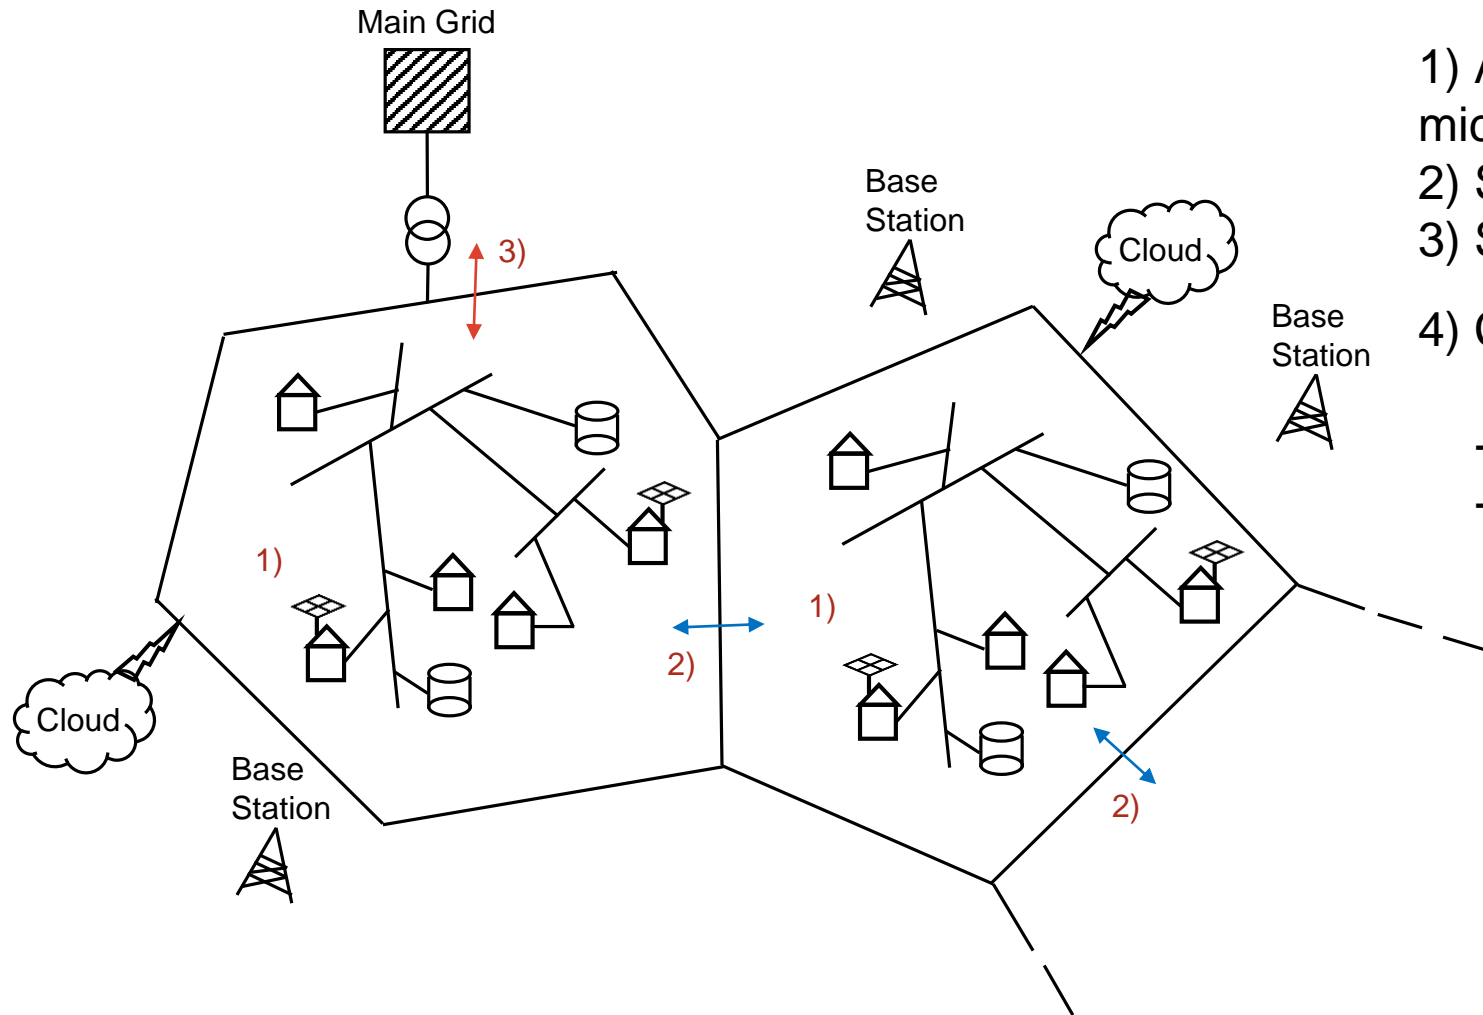 Main Grid
3)
Base
Station
Cloud
Base
Station
1)
1)
2)
Cloud
Base
Station
2)
1)
2)
3)
4)
-
-